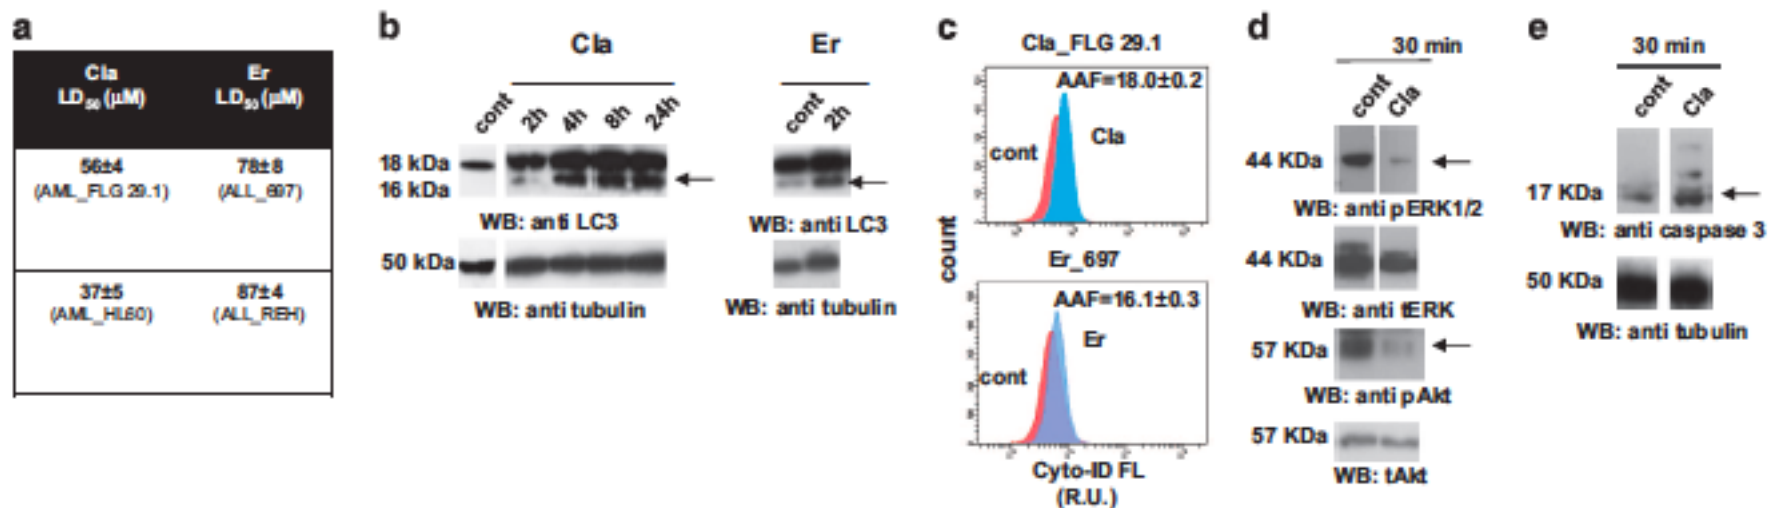 a
Cla
LD50 (μM)
Er
LD50 (μM)
56±4
(AML_FLG 29.1)
78±8
(ALL_697)
37±5
(AML_HL60)
87±4
(ALL_REH)
b
Cla
Er
cont 2h 4h 8h 24h
cont 2h
18 kDa
16 kDa
WB: anti LC3
WB: anti LC3
50 kDa
WB: anti tubulin
WB: anti tubulin
c
Cla_FLG 29.1
AAF=18.0±0.2
cont
Cla
count
Er_697
AAF=16.1±0.3
cont
Er
Cyto-ID FL
(R.U.)
d
30 min
cont Cla
44 KDa
WB: anti pERK1/2
44 KDa
WB: anti tERK
57 KDa
WB: anti pAkt
57 KDa
WB: tAkt
e
30 min
cont Cla
17 KDa
WB: anti caspase 3
50 KDa
WB: anti tubulin